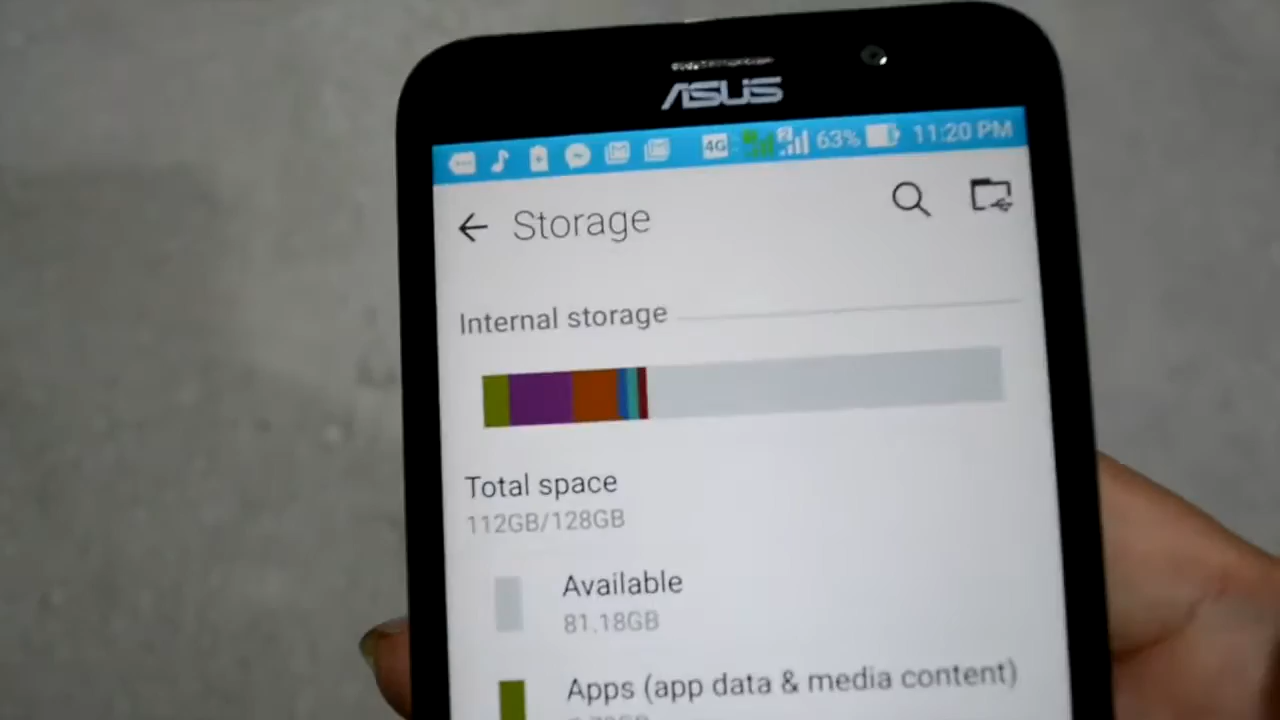 ASUS
4G 2 63% 11:20 PM
Storage
Internal storage
Total space
112GB/128GB
Available
81.18GB
Apps (app data & media content)